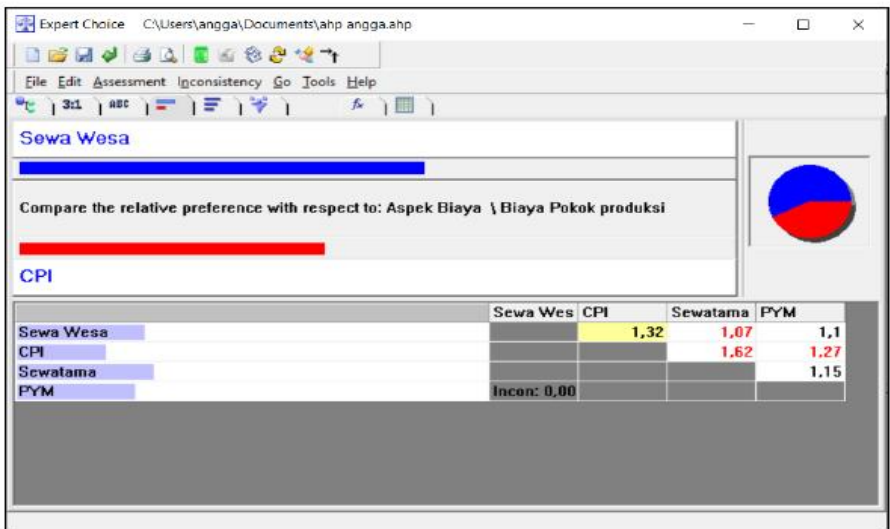 Expert Choice C:\Users\angga\Documents\ahp angga.ahp
File Edit Assessment Inconsistency Go Tools Help
3:1 ABC fx
Sewa Wesa
Compare the relative preference with respect to: Aspek Biaya \ Biaya Pokok produksi
CPI
Sewa Wes CPI Sewatama PYM
Sewa Wesa 1,32 1,07 1,1
CPI 1,62 1,27
Sewatama 1,15
PYM Incon: 0,00